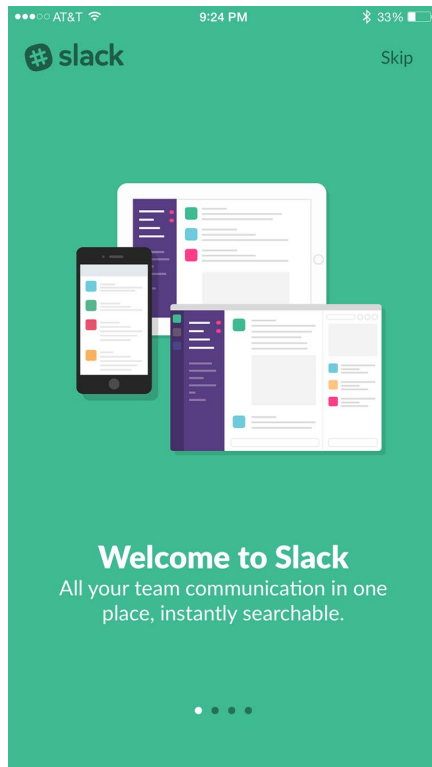 AT&T 9:24 PM 33%
slack Skip
Welcome to Slack
All your team communication in one
place, instantly searchable.